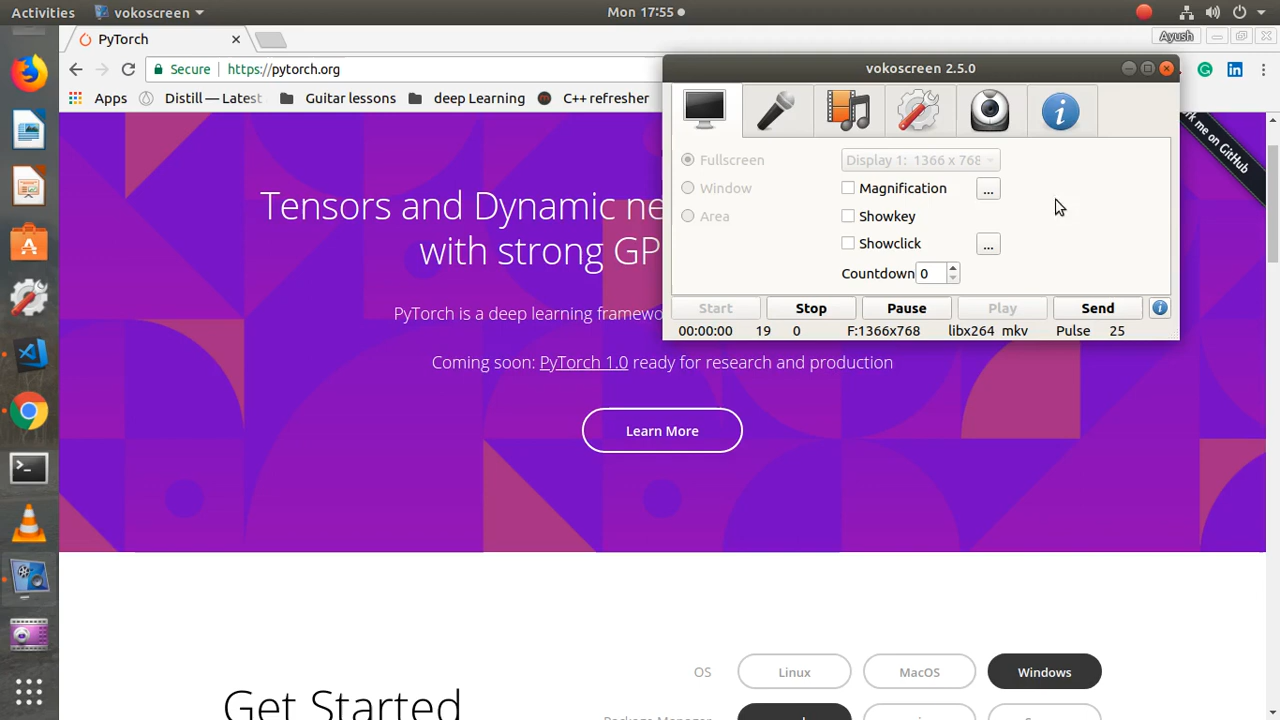 Activities vokoscreen Mon 17:55
PyTorch Ayush
Secure https://pytorch.org
Apps Distill — Latest Guitar lessons deep Learning C++ refresher
vokoscreen 2.5.0
Fullscreen Display 1: 1366 x 768
Window Magnification ...
Area Showkey
Showclick ...
Countdown 0
Start Stop Pause Play Send
00:00:00 19 0 F:1366x768 libx264 mkv Pulse 25
me on GitHub
Tensors and Dynamic ne
with strong GP
PyTorch is a deep learning framewo
Coming soon: PyTorch 1.0 ready for research and production
Learn More
Get Started
OS Linux MacOS Windows